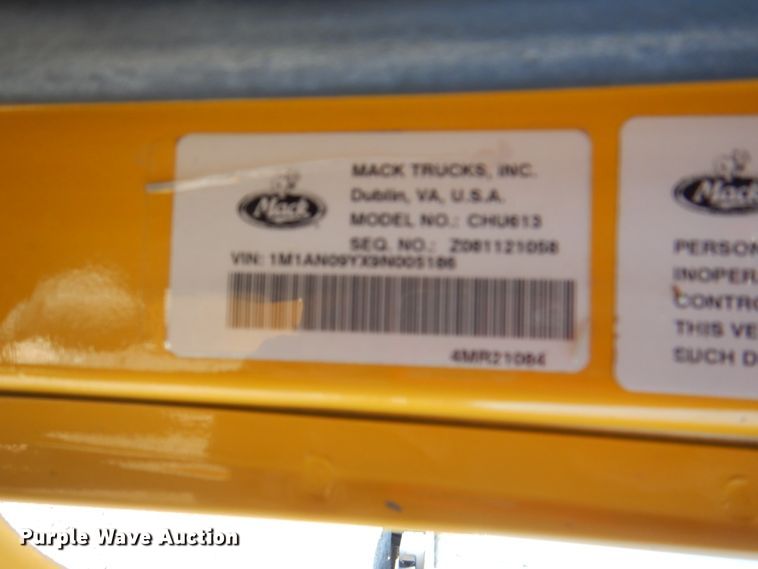 MACK TRUCKS, INC.
Dublin, VA, U.S.A.
Mack
MODEL NO.: CHU613
SEQ. NO.: Z081121058
VIN: 1M1AN09YX9N005186
4MR21084
Mack
PERSON
INOPER
CONTRO
THIS VE
SUCH D
Purple Wave Auction